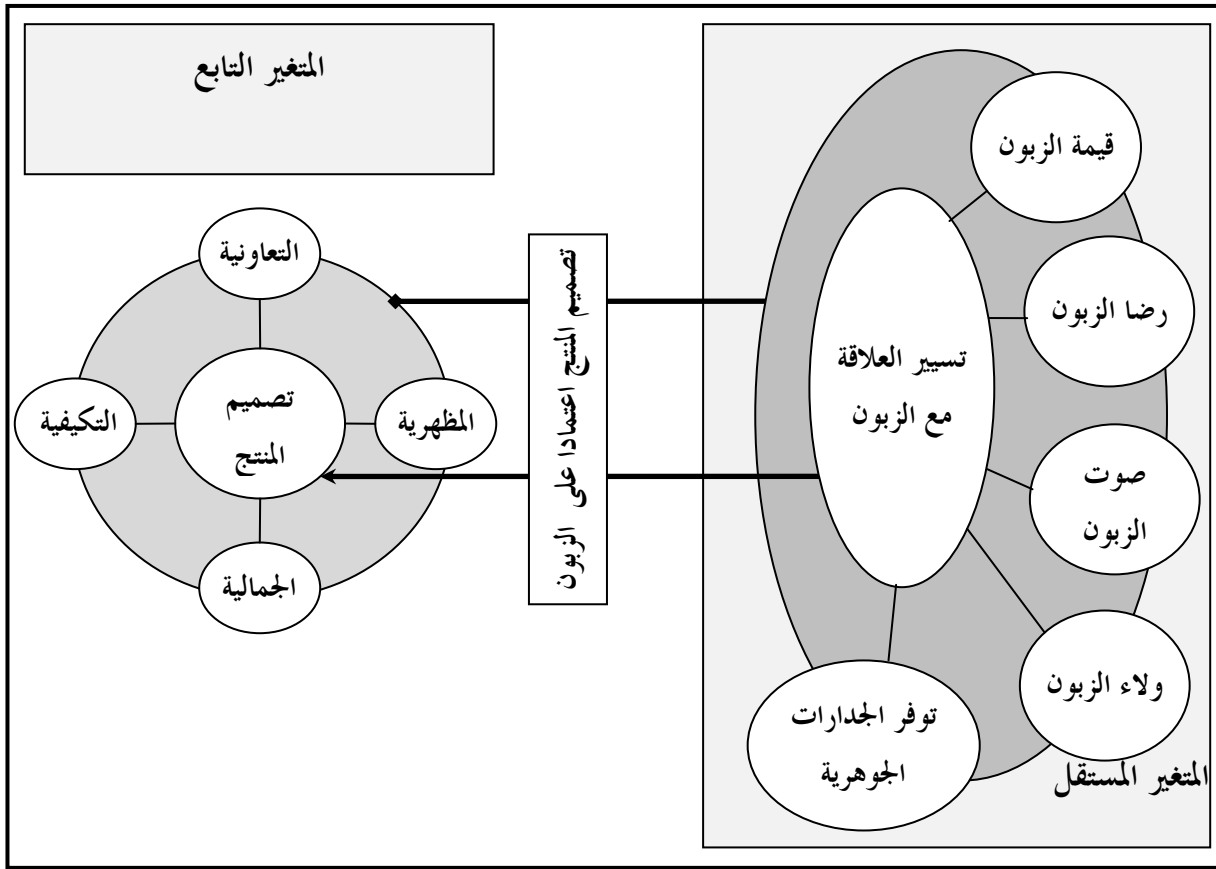 المتغير التابع
قيمة الزبون
رضا الزبون
تسيير العلاقة
مع الزبون
صوت
الزبون
ولاء الزبون
توفر الجدارات
الجوهرية
المتغير المستقل
تصميم المنتج اعتمادا على الزبون
التعاونية
المظهرية
تصميم
المنتج
التكيفية
الجمالية